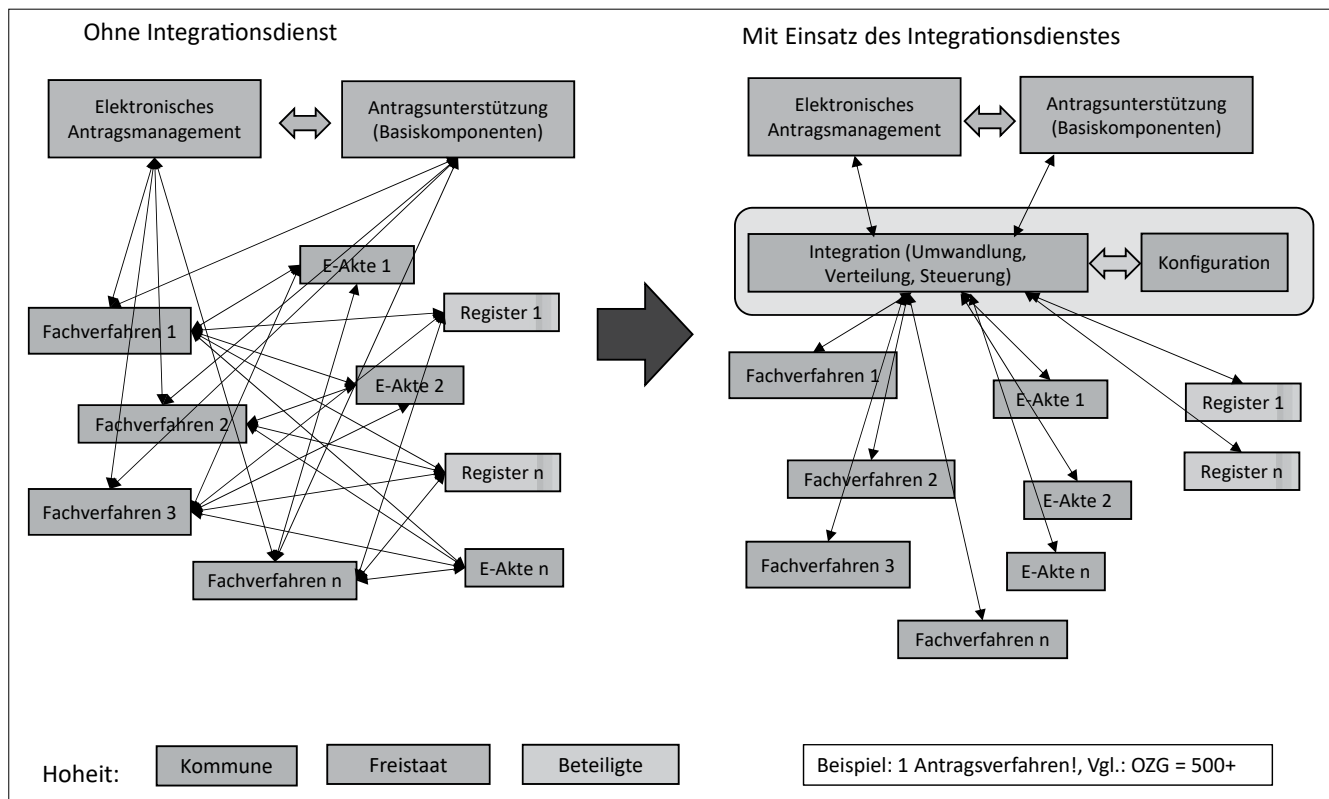 Ohne Integrationsdienst
Elektronisches
Antragsmanagement
Antragsunterstützung
(Basiskomponenten)
E-Akte 1
Fachverfahren 1
Register 1
E-Akte 2
Fachverfahren 2
Register n
Fachverfahren 3
Fachverfahren n
E-Akte n
Mit Einsatz des Integrationsdienstes
Elektronisches
Antragsmanagement
Antragsunterstützung
(Basiskomponenten)
Integration (Umwandlung,
Verteilung, Steuerung)
Konfiguration
Fachverfahren 1
E-Akte 1
Register 1
Fachverfahren 2
Register n
E-Akte 2
Fachverfahren 3
E-Akte n
Fachverfahren n
Hoheit:
Kommune
Freistaat
Beteiligte
Beispiel: 1 Antragsverfahren!, Vgl.: OZG = 500+